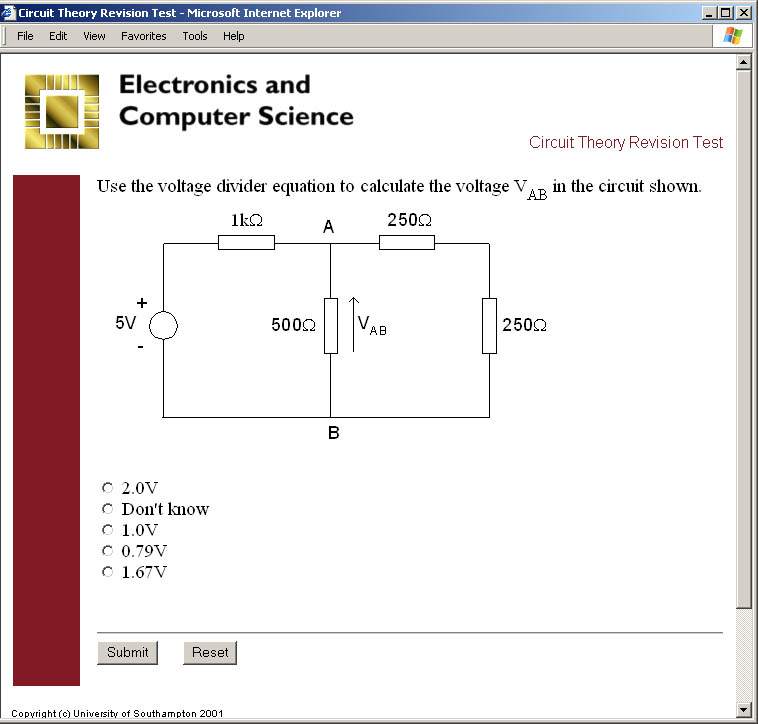 Circuit Theory Revision Test - Microsoft Internet Explorer
File Edit View Favorites Tools Help
Electronics and
Computer Science
Circuit Theory Revision Test
Use the voltage divider equation to calculate the voltage VAB in the circuit shown.
1kΩ A 250Ω
+
5V 500Ω VAB 250Ω
-
B
2.0V
Don't know
1.0V
0.79V
1.67V
Submit Reset
Copyright (c) University of Southampton 2001